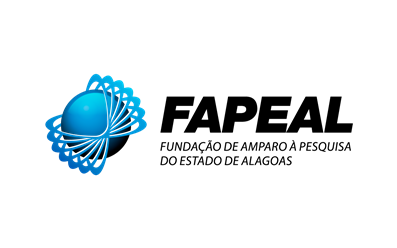 FAPEAL
FUNDAÇÃO DE AMPARO À PESQUISA
DO ESTADO DE ALAGOAS